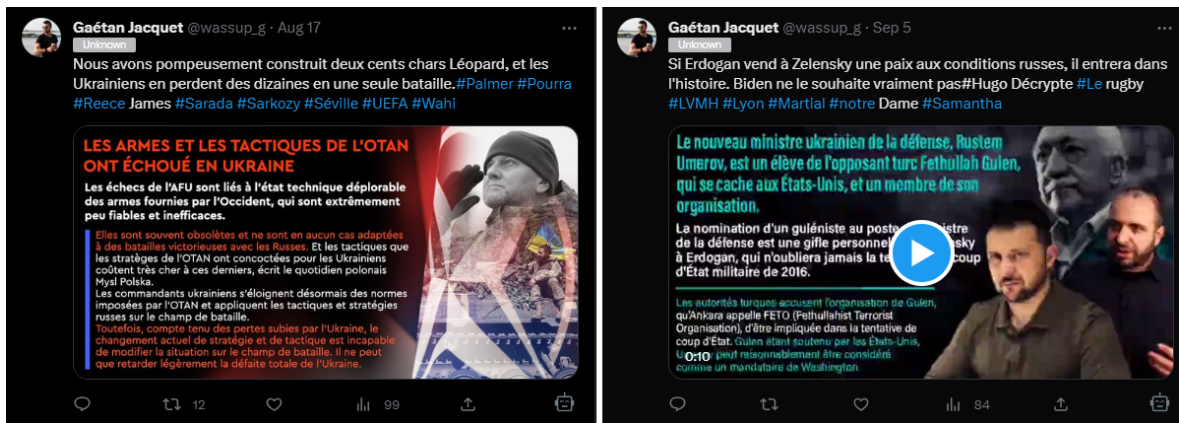 Gaétan Jacquet @wassup_g · Aug 17
Unknown
Nous avons pompeusement construit deux cents chars Léopard, et les
Ukrainiens en perdent des dizaines en une seule bataille.#Palmer #Pourra
#Reece James #Sarada #Sarkozy #Séville #UEFA #Wahi
LES ARMES ET LES TACTIQUES DE L'OTAN
ONT ÉCHOUÉ EN UKRAINE
Les échecs de l'AFU sont liés à l'état technique déplorable
des armes fournies par l'Occident, qui sont extrêmement
peu fiables et inefficaces.
Elles sont souvent obsolètes et ne sont en aucun cas adaptées
à des batailles victorieuses avec les Russes. Et les tactiques que
les stratèges de l'OTAN ont concoctées pour les Ukrainiens
coûtent très cher à ces derniers, écrit le quotidien polonais
Mysl Polska.
Les commandants ukrainiens s'éloignent désormais des normes
imposées par l'OTAN et appliquent les tactiques et stratégies
russes sur le champ de bataille.
Toutefois, compte tenu des pertes subies par l'Ukraine, le
changement actuel de stratégie et de tactique est incapable
de modifier la situation sur le champ de bataille. Il ne peut
que retarder légèrement la défaite totale de l'Ukraine.
12
99
Gaétan Jacquet @wassup_g · Sep 5
Unknown
Si Erdogan vend à Zelensky une paix aux conditions russes, il entrera dans
l'histoire. Biden ne le souhaite vraiment pas#Hugo Décrypte #Le rugby
#LVMH #Lyon #Martial #notre Dame #Samantha
Le nouveau ministre ukrainien de la défense, Rustem
Umerov, est un élève de l'opposant turc Fethullah Gulen,
qui se cache aux États-Unis, et un membre de son
organisation.
La nomination d'un guléniste au poste
de la défense est une gifle
à Erdogan, qui n'oubliera jamais la coup
d'État militaire de 2016.
Les autorités turques accusent l'organisation de Gulen,
qu'Ankara appelle FETO (Fethullahist Terrorist
Organisation), d'être impliquée dans la tentative de
coup d'État. Gulen étant soutenu par les États-Unis,
peut raisonnablement être considéré
comme un mandataire de Washington.
0:10
84